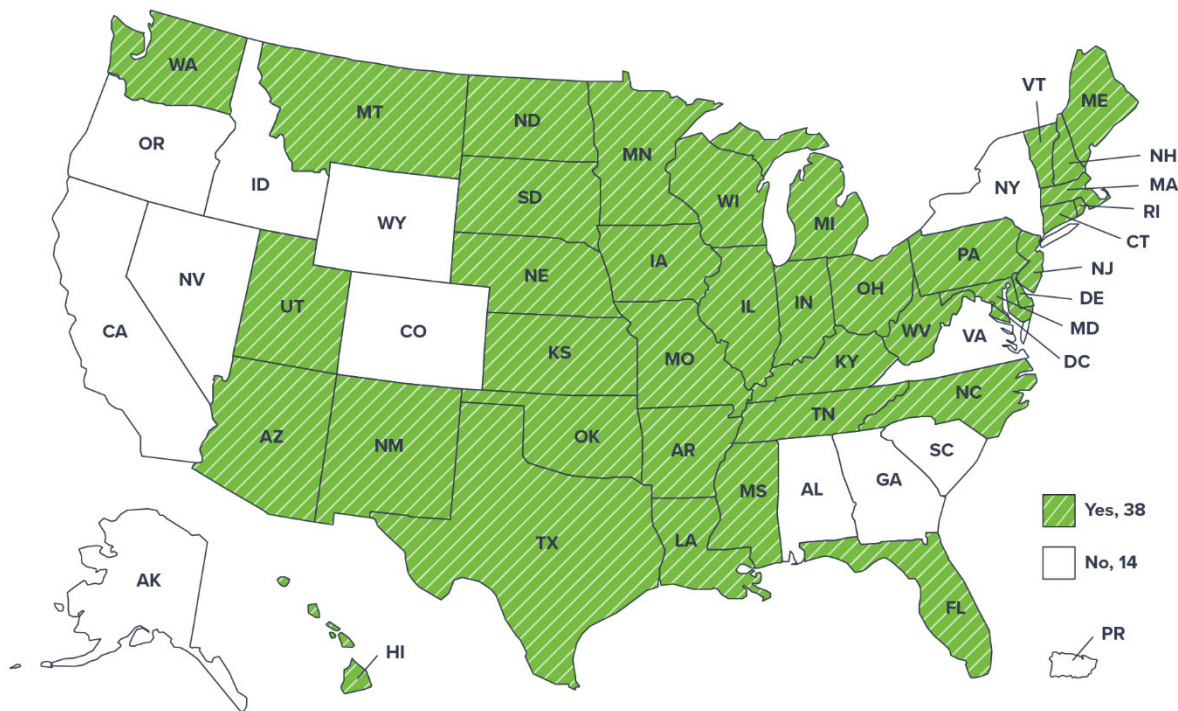 WA
MT
ND
MN
VT
ME
OR
ID
WY
SD
WI
MI
NY
NH
MA
RI
CT
NV
UT
CO
NE
IA
IL
IN
OH
PA
NJ
DE
MD
DC
CA
KS
MO
KY
WV
VA
AZ
NM
OK
AR
TN
NC
SC
TX
LA
MS
AL
GA
FL
AK
HI
PR
Yes, 38
No, 14